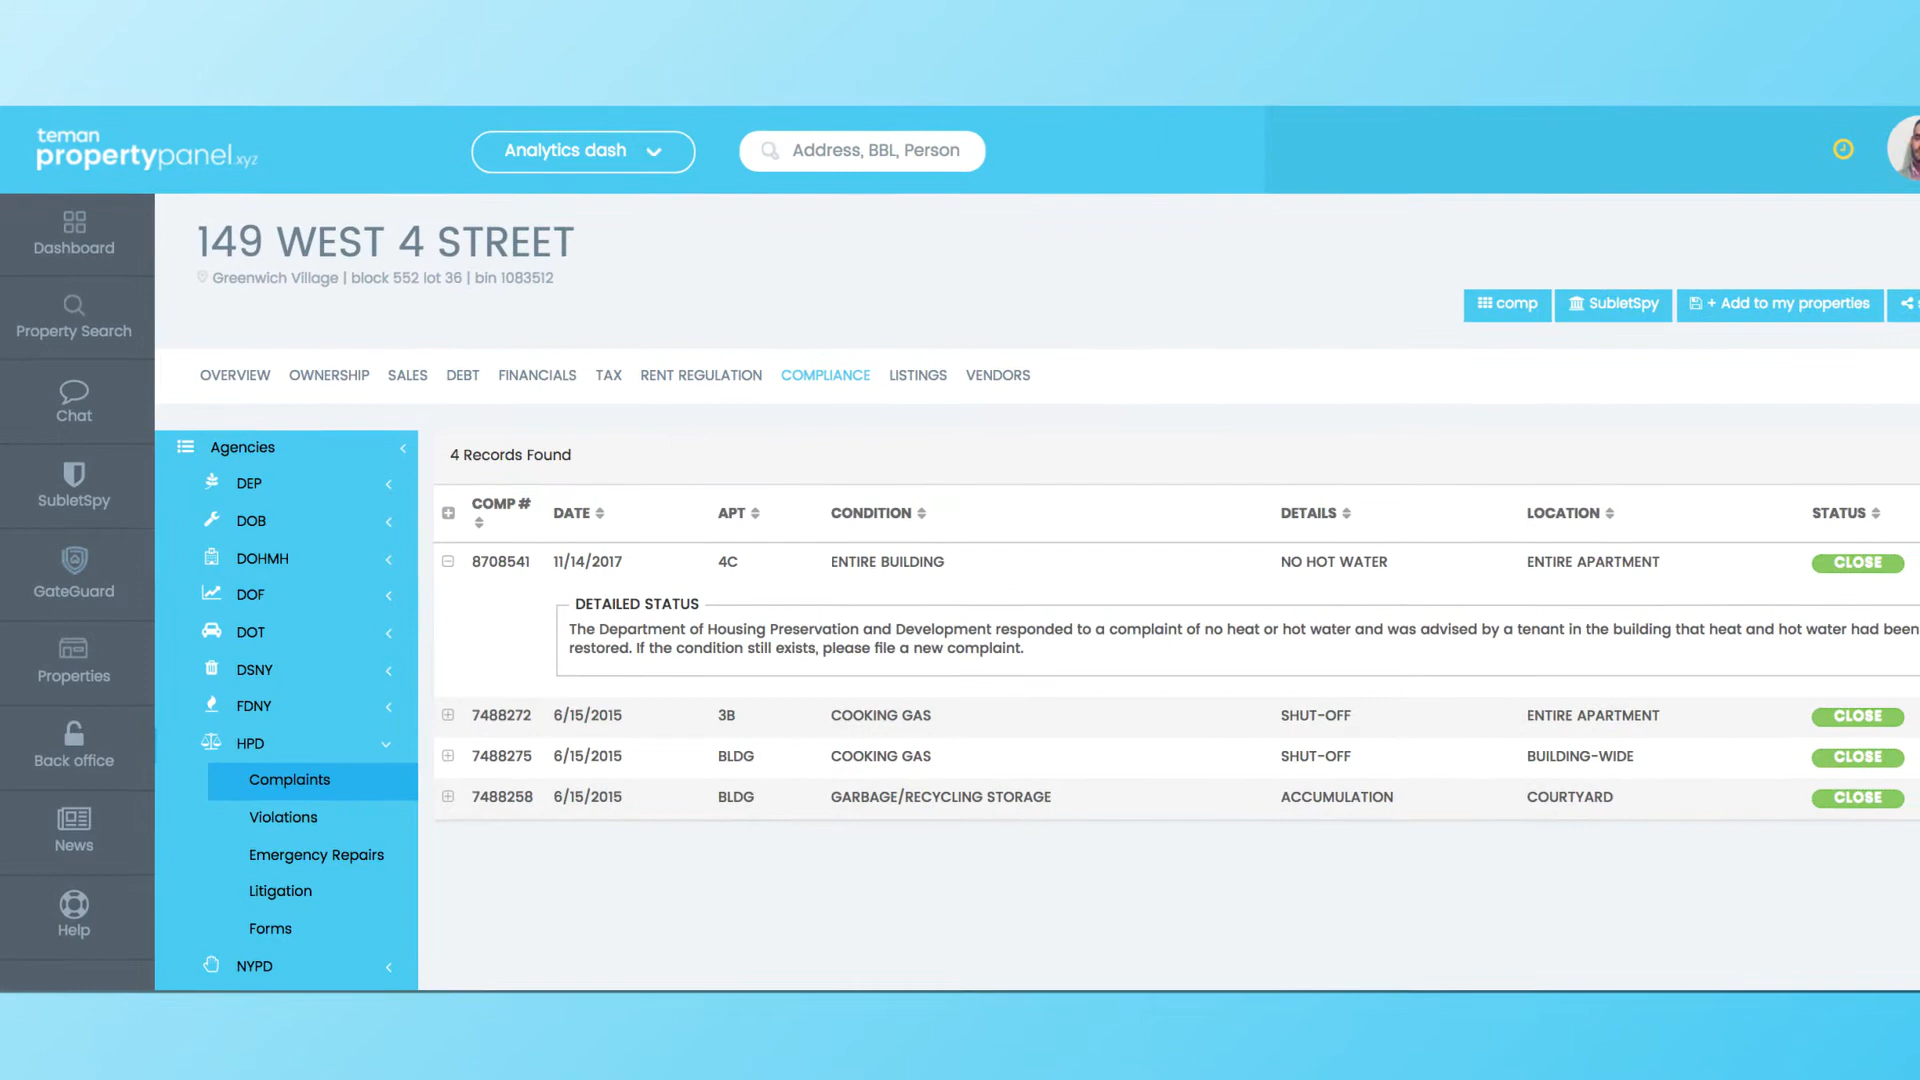 teman
propertypanel.xyz
Analytics dash
Address, BBL, Person
Dashboard
Property Search
Chat
SubletSpy
GateGuard
Properties
Back office
News
Help
149 WEST 4 STREET
Greenwich Village | block 552 lot 36 | bin 1083512
comp
SubletSpy
+ Add to my properties
OVERVIEW OWNERSHIP SALES DEBT FINANCIALS TAX RENT REGULATION COMPLIANCE LISTINGS VENDORS
Agencies
DEP
DOB
DOHMH
DOF
DOT
DSNY
FDNY
HPD
Complaints
Violations
Emergency Repairs
Litigation
Forms
NYPD
4 Records Found
COMP # DATE APT CONDITION DETAILS LOCATION STATUS
8708541 11/14/2017 4C ENTIRE BUILDING NO HOT WATER ENTIRE APARTMENT CLOSE
DETAILED STATUS
The Department of Housing Preservation and Development responded to a complaint of no heat or hot water and was advised by a tenant in the building that heat and hot water had been
restored. If the condition still exists, please file a new complaint.
7488272 6/15/2015 3B COOKING GAS SHUT-OFF ENTIRE APARTMENT CLOSE
7488275 6/15/2015 BLDG COOKING GAS SHUT-OFF BUILDING-WIDE CLOSE
7488258 6/15/2015 BLDG GARBAGE/RECYCLING STORAGE ACCUMULATION COURTYARD CLOSE